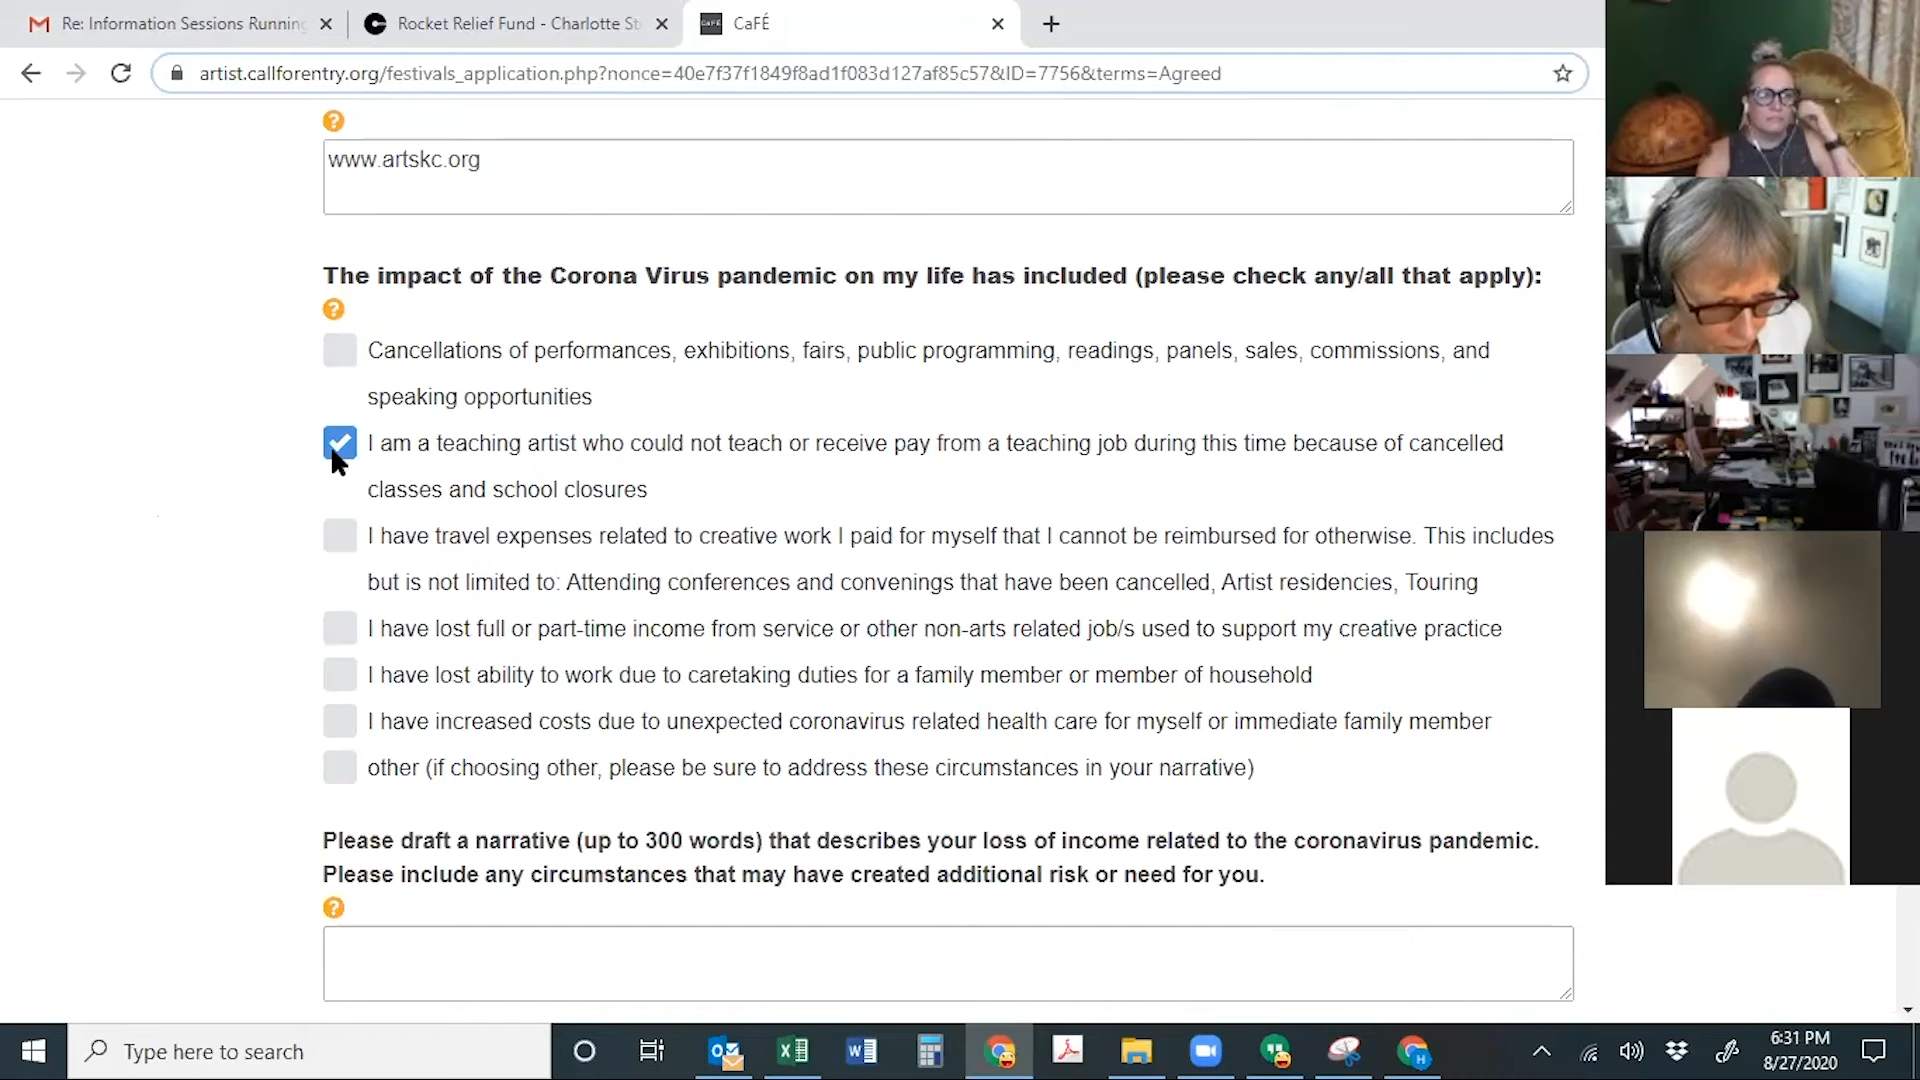 Re: Information Sessions Running
Rocket Relief Fund - Charlotte St
CaFÉ
CaFÉ
artist.callforentry.org/festivals_application.php?nonce=40e7f37f1849f8ad1f083d127af85c57&ID=7756&terms=Agreed
?
www.artskc.org
The impact of the Corona Virus pandemic on my life has included (please check any/all that apply):
?
Cancellations of performances, exhibitions, fairs, public programming, readings, panels, sales, commissions, and
speaking opportunities
I am a teaching artist who could not teach or receive pay from a teaching job during this time because of cancelled
classes and school closures
I have travel expenses related to creative work I paid for myself that I cannot be reimbursed for otherwise. This includes
but is not limited to: Attending conferences and convenings that have been cancelled, Artist residencies, Touring
I have lost full or part-time income from service or other non-arts related job/s used to support my creative practice
I have lost ability to work due to caretaking duties for a family member or member of household
I have increased costs due to unexpected coronavirus related health care for myself or immediate family member
other (if choosing other, please be sure to address these circumstances in your narrative)
Please draft a narrative (up to 300 words) that describes your loss of income related to the coronavirus pandemic.
Please include any circumstances that may have created additional risk or need for you.
?
Type here to search
6:31 PM
8/27/2020